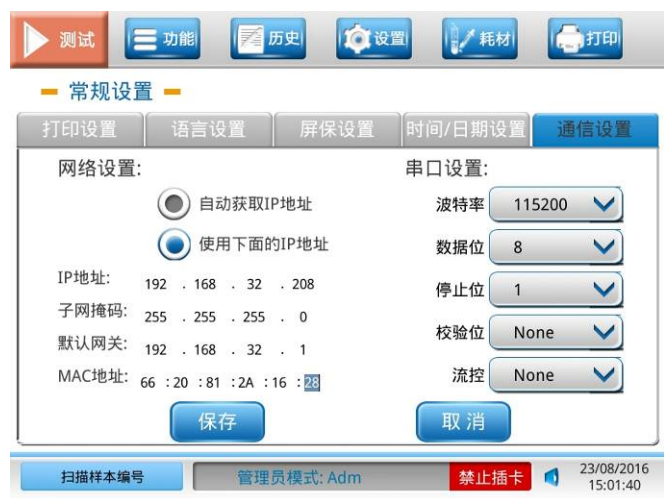 测试 功能 历史 设置 耗材 打印
常规设置
打印设置 语言设置 屏保设置 时间/日期设置 通信设置
网络设置: 串口设置:
自动获取IP地址 波特率 115200
使用下面的IP地址 数据位 8
IP地址: 192 . 168 . 32 . 208 停止位 1
子网掩码: 255 . 255 . 255 . 0
默认网关: 192 . 168 . 32 . 1 校验位 None
MAC地址: 66 : 20 : 81 : 2A : 16 : 28 流控 None
保存 取消
扫描样本编号 管理员模式: Adm 禁止插卡 23/08/2016
15:01:40